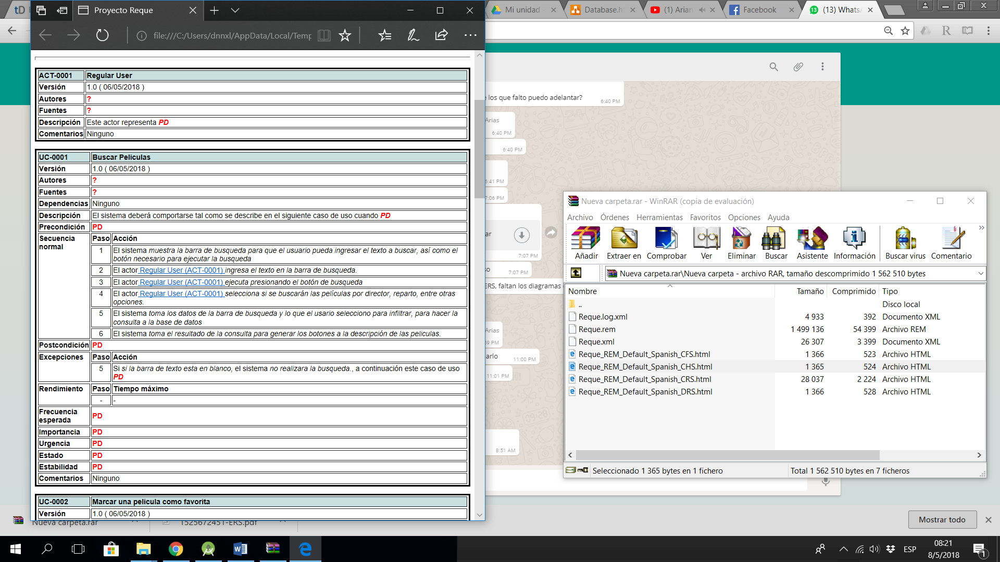 tD
Proyecto Reque
Mi unidad
Database.h
(1) Arian
Facebook
(13) WhatsA
file:///C:/Users/dnnxl/AppData/Local/Temp
R
ACT-0001 Regular User
Versión 1.0 ( 06/05/2018 )
Autores ?
Fuentes ?
Descripción Este actor representa PD
Comentarios Ninguno
UC-0001 Buscar Peliculas
Versión 1.0 ( 06/05/2018 )
Autores ?
Fuentes ?
Dependencias Ninguno
Descripción El sistema deberá comportarse tal como se describe en el siguiente caso de uso cuando PD
Precondición PD
Secuencia normal Paso Acción
1 El sistema muestra la barra de busqueda para que el usuario pueda ingresar el texto a buscar, así como el
botón necesario para ejecutar la busqueda
2 El actor Regular User (ACT-0001) ingresa el texto en la barra de busqueda.
3 El actor Regular User (ACT-0001) ejecuta presionando el botón de busqueda
4 El actor Regular User (ACT-0001) selecciona si se buscarán las películas por director, reparto, entre otras
opciones.
5 El sistema toma los datos de la barra de busqueda y lo que el usario selecciono para infiltrar, para hacer la
consulta a la base de datos
6 El sistema toma el resultado de la consulta para generar los botones a la descripción de las peliculas.
Postcondición PD
Excepciones Paso Acción
5 Si si la barra de texto esta en blanco, el sistema no realizara la busqueda., a continuación este caso de uso
PD
Rendimiento Paso Tiempo máximo
- -
Frecuencia esperada PD
Importancia PD
Urgencia PD
Estado PD
Estabilidad PD
Comentarios Ninguno
UC-0002 Marcar una pelicula como favorita
Versión 1.0 ( 06/05/2018 )
e los que falto puedo adelantar?
6:40 PM
Arias
6:40 PM
6:40 PM
6:41 PM
7:06 PM
ar
7:07 PM
so 7:07 PM
ERS, faltan los diagramas
Arias
59 PM
arlo 11:00 PM
11:01 PM
8:51 AM
Nueva carpeta.rar - WinRAR (copia de evaluación)
Archivo Órdenes Herramientas Favoritos Opciones Ayuda
Añadir Extraer en Comprobar Ver Eliminar Buscar Asistente Información Buscar virus Comentario
Nueva carpeta.rar\Nueva carpeta - archivo RAR, tamaño descomprimido 1 562 510 bytes
Nombre Tamaño Comprimido Tipo
.. Disco local
Reque.log.xml 4 933 392 Documento XML
Reque.rem 1 499 136 54 399 Archivo REM
Reque.xml 26 307 3 399 Documento XML
Reque_REM_Default_Spanish_CFS.html 1 366 523 Archivo HTML
Reque_REM_Default_Spanish_CHS.html 1 365 524 Archivo HTML
Reque_REM_Default_Spanish_CRS.html 28 037 2 224 Archivo HTML
Reque_REM_Default_Spanish_DRS.html 1 366 528 Archivo HTML
Seleccionado 1 365 bytes en 1 fichero Total 1 562 510 bytes en 7 ficheros
Nueva carpeta.rar
1525672451-ERS.pdf
Mostrar todo
ESP
08:21
8/5/2018
1